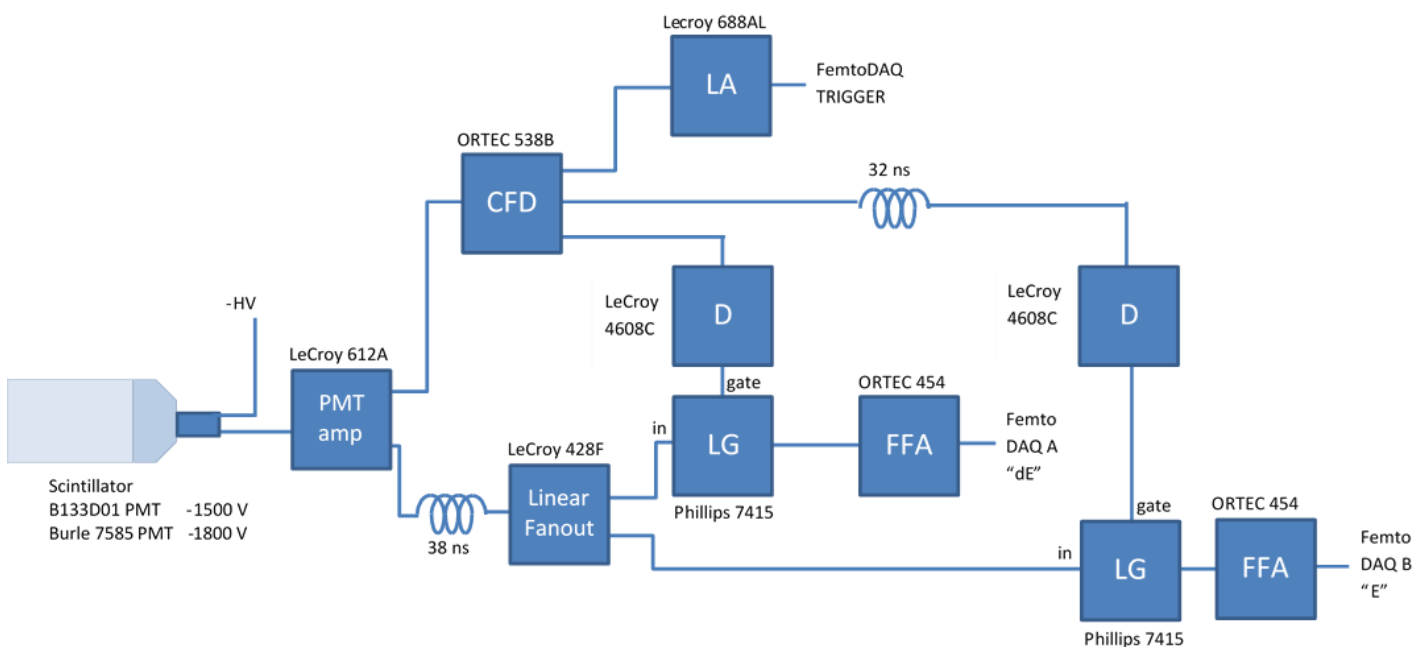 Lecroy 688AL
LA
FemtoDAQ
TRIGGER
ORTEC 538B
CFD
32 ns
LeCroy
4608C
D
LeCroy
4608C
D
-HV
LeCroy 612A
PMT
amp
gate
ORTEC 454
in
LG
FFA
Femto
DAQ A
“dE”
Phillips 7415
LeCroy 428F
Linear
Fanout
38 ns
Scintillator
B133D01 PMT -1500 V
Burle 7585 PMT -1800 V
gate
ORTEC 454
in
LG
FFA
Femto
DAQ B
“E”
Phillips 7415